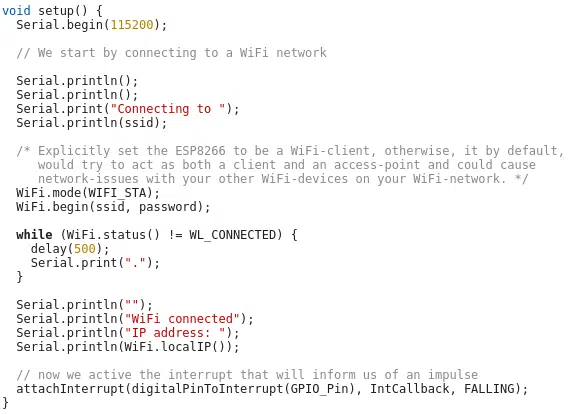 void setup() {
  Serial.begin(115200);

  // We start by connecting to a WiFi network

  Serial.println();
  Serial.println();
  Serial.print("Connecting to ");
  Serial.println(ssid);

  /* Explicitly set the ESP8266 to be a WiFi-client, otherwise, it by default,
     would try to act as both a client and an access-point and could cause
     network-issues with your other WiFi-devices on your WiFi-network. */
  WiFi.mode(WIFI_STA);
  WiFi.begin(ssid, password);

  while (WiFi.status() != WL_CONNECTED) {
    delay(500);
    Serial.print(".");
  }

  Serial.println("");
  Serial.println("WiFi connected");
  Serial.println("IP address: ");
  Serial.println(WiFi.localIP());

  // now we active the interrupt that will inform us of an impulse
  attachInterrupt(digitalPinToInterrupt(GPIO_Pin), IntCallback, FALLING);
}